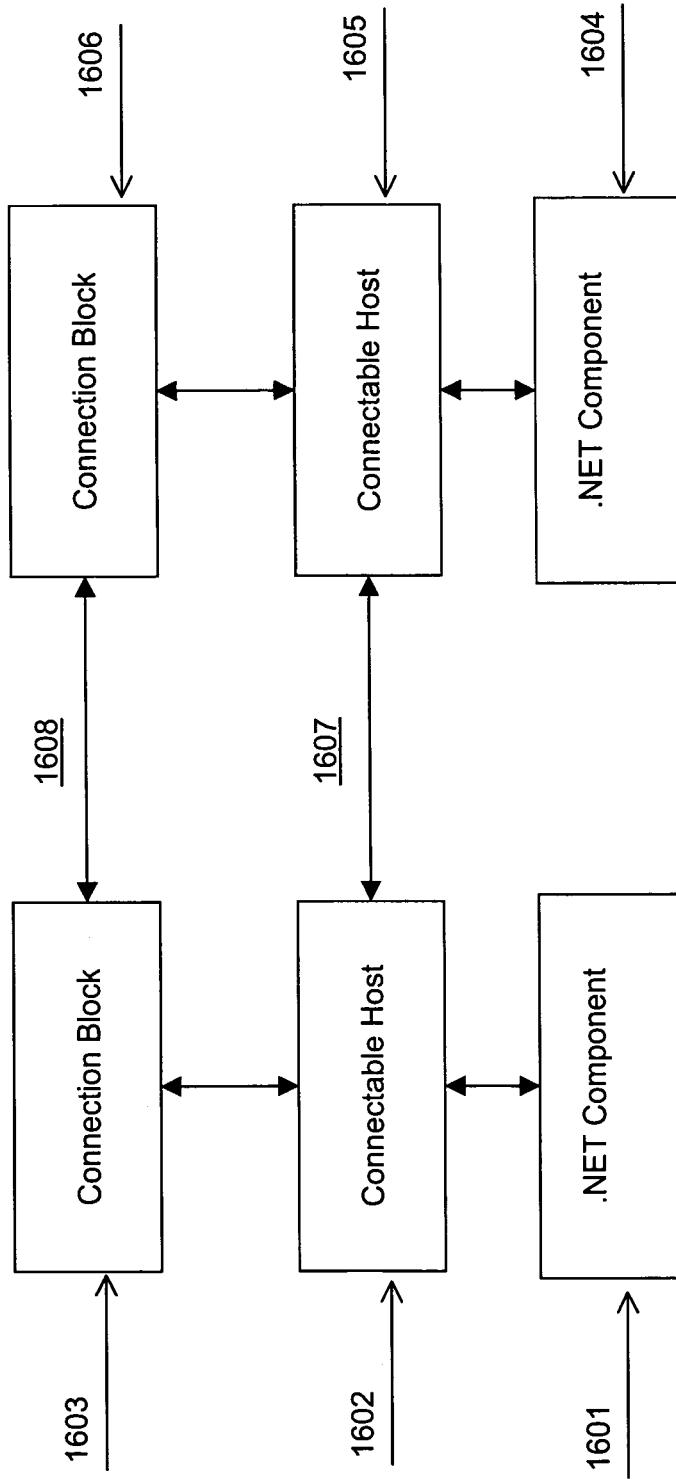 1603
Connection Block
1608
Connection Block
1606
1602
Connectable Host
1607
Connectable Host
1605
1601
.NET Component
.NET Component
1604